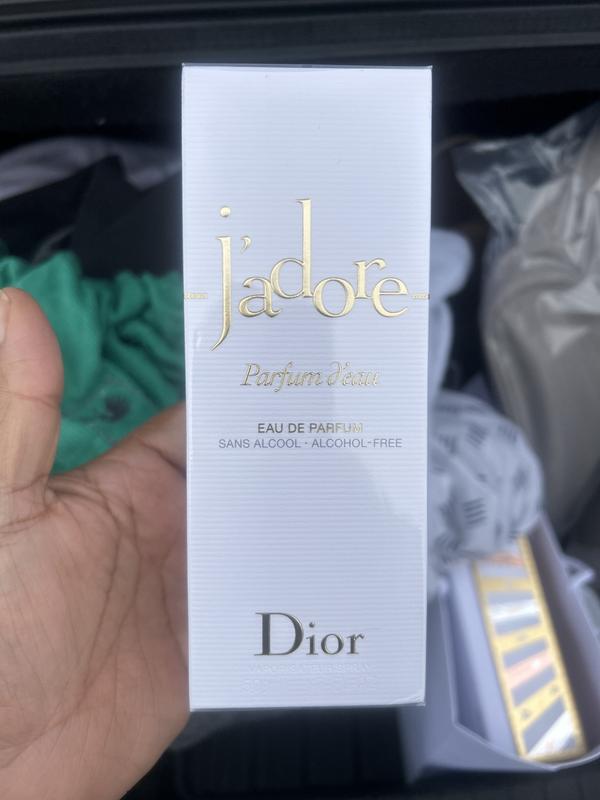 j'adore
Parfum d'eau
EAU DE PARFUM
SANS ALCOOL · ALCOHOL-FREE
Dior